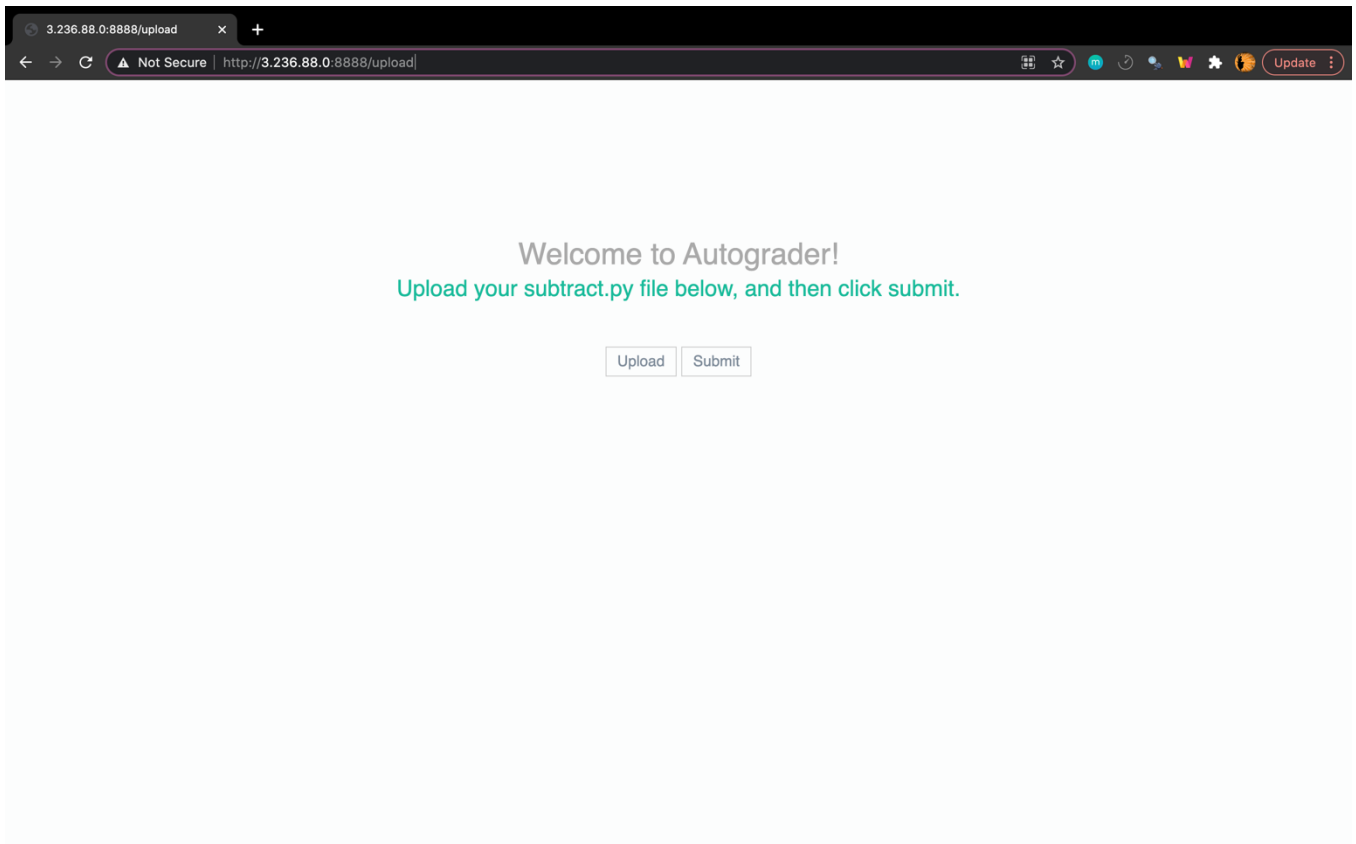 3.236.88.0:8888/upload
Not Secure
http://3.236.88.0:8888/upload
m
Update
Welcome to Autograder!
Upload your subtract.py file below, and then click submit.
Upload
Submit